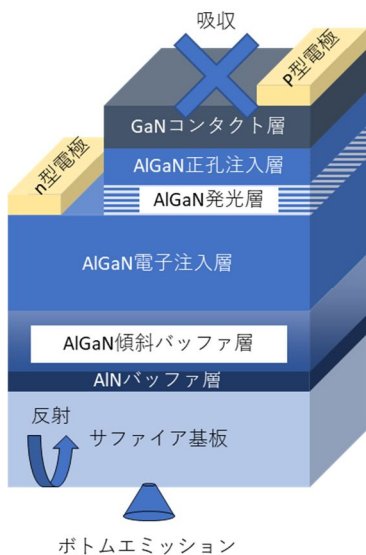 吸収
P型電極
GaNコンタクト層
AlGaN正孔注入層
n型電極
AlGaN発光層
AlGaN電子注入層
AlGaN傾斜バッファ層
AlNバッファ層
反射
サファイア基板
ボトムエミッション